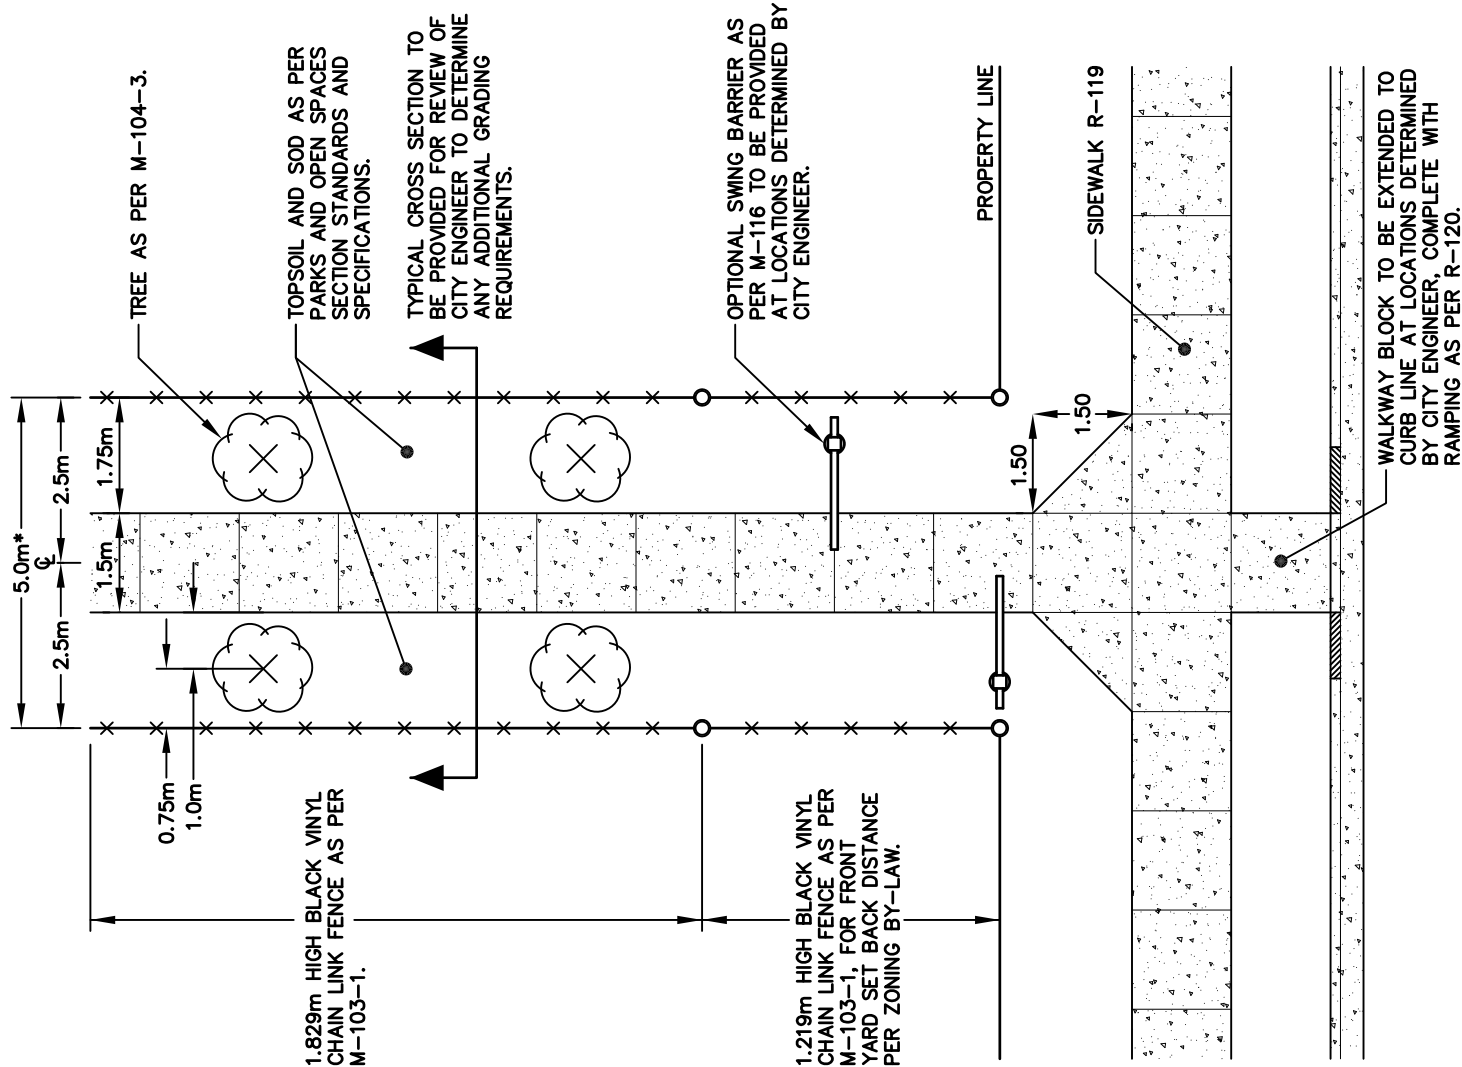 TREE AS PER M-104-3.
TOPSOIL AND SOD AS PER
PARKS AND OPEN SPACES
SECTION STANDARDS AND
SPECIFICATIONS.
TYPICAL CROSS SECTION TO
BE PROVIDED FOR REVIEW OF
CITY ENGINEER TO DETERMINE
ANY ADDITIONAL GRADING
REQUIREMENTS.
OPTIONAL SWING BARRIER AS
PER M-116 TO BE PROVIDED
AT LOCATIONS DETERMINED BY
CITY ENGINEER.
PROPERTY LINE
SIDEWALK R-119
WALKWAY BLOCK TO BE EXTENDED TO
CURB LINE AT LOCATIONS DETERMINED
BY CITY ENGINEER, COMPLETE WITH
RAMPING AS PER R-120.
5.0m*
℄
2.5m
2.5m
1.75m
1.5m
0.75m
1.0m
1.50
1.50
1.829m HIGH BLACK VINYL
CHAIN LINK FENCE AS PER
M-103-1.
1.219m HIGH BLACK VINYL
CHAIN LINK FENCE AS PER
M-103-1, FOR FRONT
YARD SET BACK DISTANCE
PER ZONING BY-LAW.